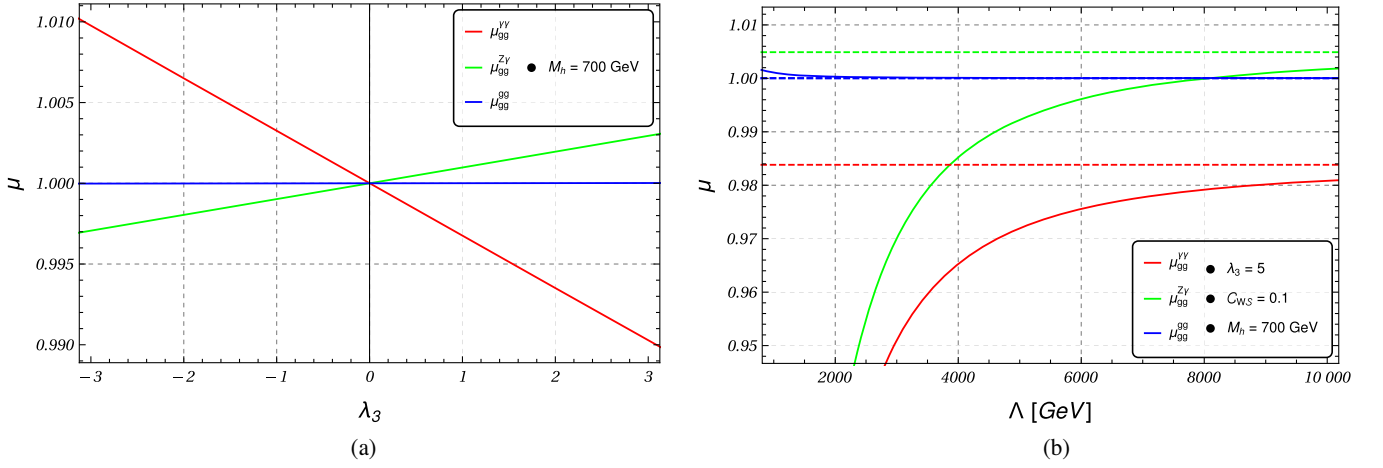 1.010
1.005
1.000
0.995
0.990
μ
−3 −2 −1 0 1 2 3
λ₃
μ_gg^γγ
μ_gg^Zγ ● M_h = 700 GeV
μ_gg^gg
(a)
1.01
1.00
0.99
0.98
0.97
0.96
0.95
μ
2000 4000 6000 8000 10 000
Λ [GeV]
μ_gg^γγ ● λ₃ = 5
μ_gg^Zγ ● C_WS = 0.1
μ_gg^gg ● M_h = 700 GeV
(b)